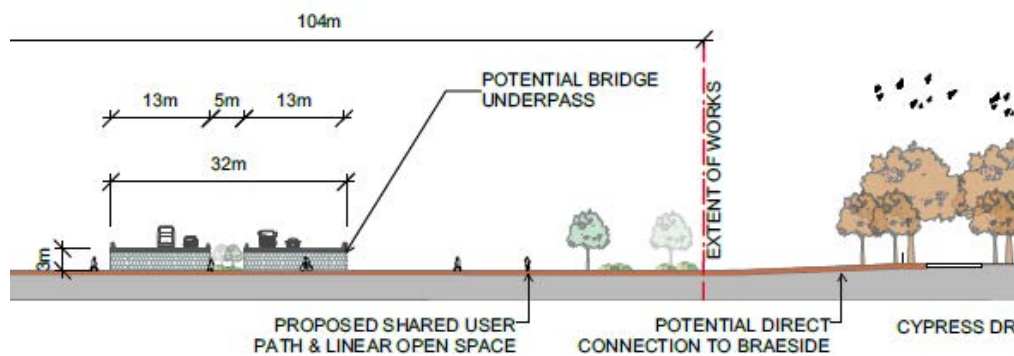 104m
13m
5m
13m
32m
3m
POTENTIAL BRIDGE
UNDERPASS
EXTENT OF WORKS
PROPOSED SHARED USER
PATH & LINEAR OPEN SPACE
POTENTIAL DIRECT
CONNECTION TO BRAESIDE
CYPRESS DR